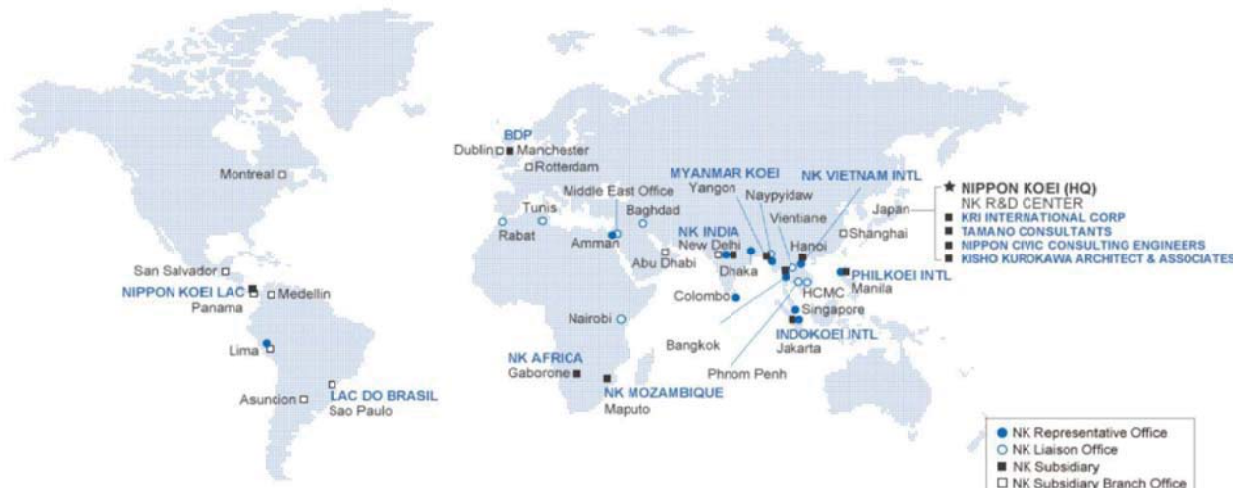 BDP
Dublin
Manchester
Rotterdam
Montreal
Middle East Office
Tunis
Baghdad
Rabat
Amman
Abu Dhabi
MYANMAR KOEI
Yangon
Naypyidaw
NK VIETNAM INTL
Vientiane
NK INDIA
New Delhi
Dhaka
Hanoi
Shanghai
Japan
NIPPON KOEI (HQ)
NK R&D CENTER
KRI INTERNATIONAL CORP
TAMANO CONSULTANTS
NIPPON CIVIC CONSULTING ENGINEERS
KISHO KUROKAWA ARCHITECT & ASSOCIATES
San Salvador
NIPPON KOEI LAC
Panama
Medellin
Colombo
HCMC
PHILKOEI INTL
Manila
Singapore
Nairobi
Bangkok
INDOKOEI INTL
Jakarta
Lima
NK AFRICA
Gaborone
Phrom Penh
NK MOZAMBIQUE
Maputo
Asuncion
LAC DO BRASIL
Sao Paulo
NK Representative Office
NK Liaison Office
NK Subsidiary
NK Subsidiary Branch Office